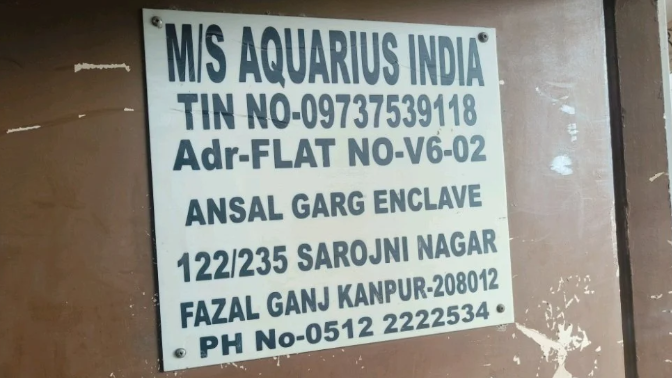 M/S AQUARIUS INDIA
TIN NO-09737539118
Adr-FLAT NO-V6-02
ANSAL GARG ENCLAVE
122/235 SAROJNI NAGAR
FAZAL GANJ KANPUR-208012
PH No-0512 2222534